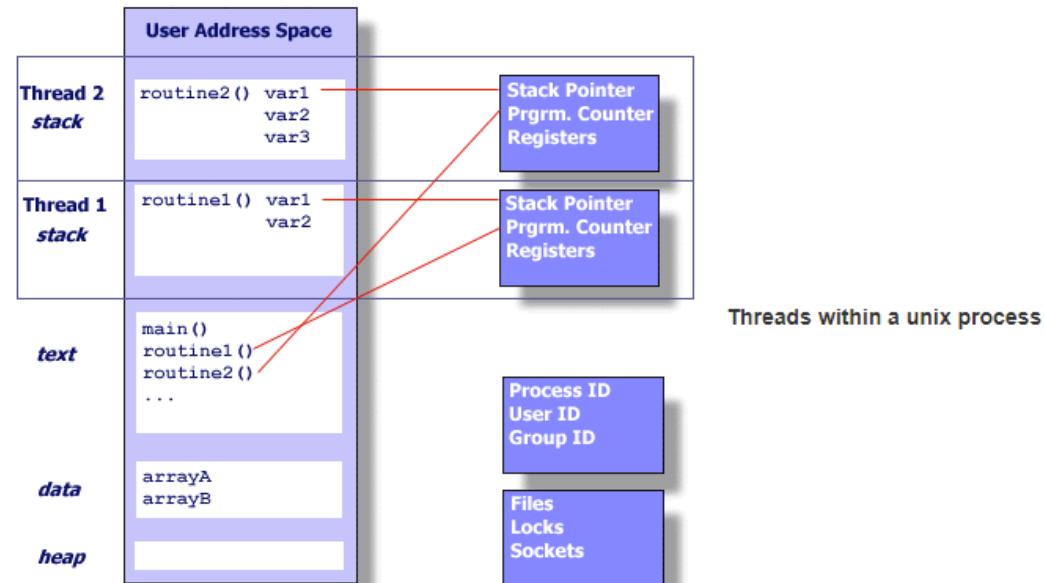 User Address Space
Thread 2
stack
routine2() var1
var2
var3
Stack Pointer
Prgrm. Counter
Registers
Thread 1
stack
routine1() var1
var2
Stack Pointer
Prgrm. Counter
Registers
Threads within a unix process
text
main()
routine1()
routine2()
...
Process ID
User ID
Group ID
data
arrayA
arrayB
Files
Locks
Sockets
heap